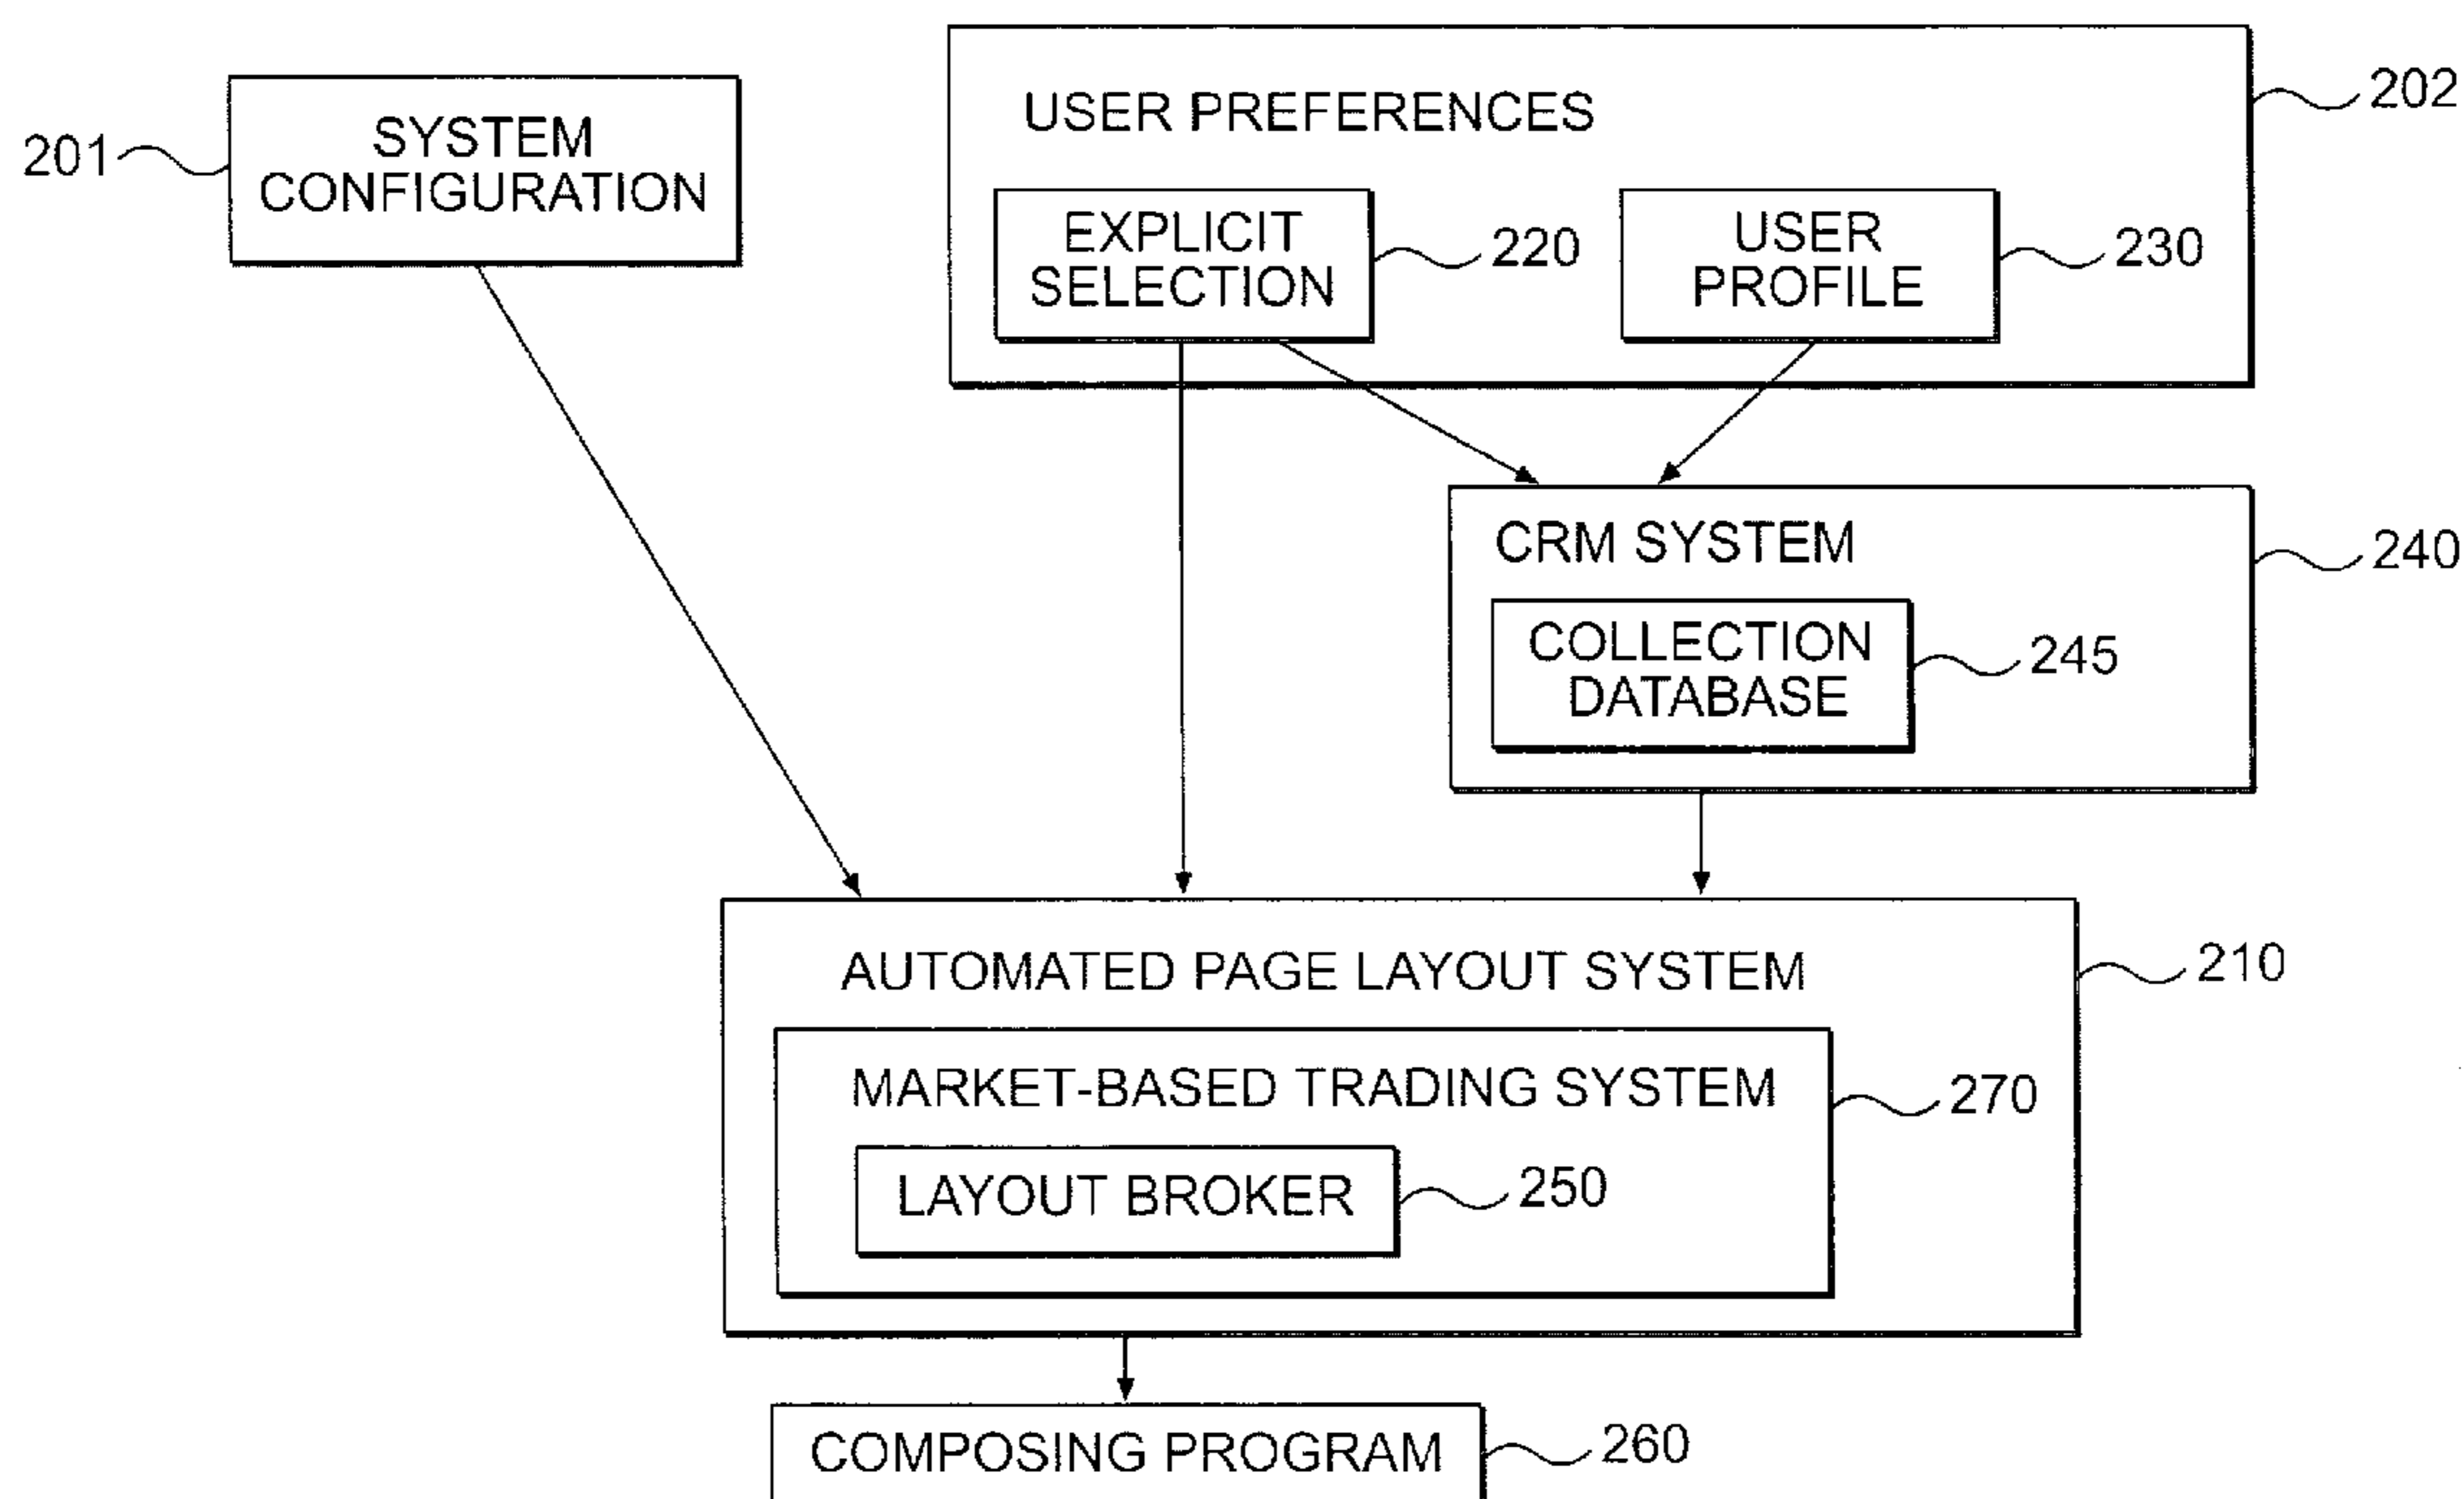 USER PREFERENCES
202
SYSTEM
CONFIGURATION
201
EXPLICIT
SELECTION
220
USER
PROFILE
230
CRM SYSTEM
240
COLLECTION
DATABASE
245
AUTOMATED PAGE LAYOUT SYSTEM
210
MARKET-BASED TRADING SYSTEM
270
LAYOUT BROKER
250
COMPOSING PROGRAM
260